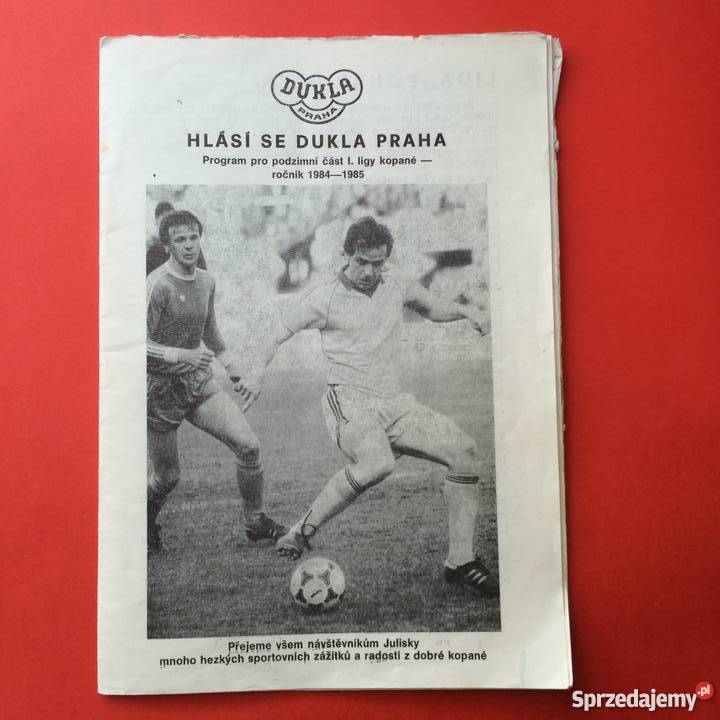 DUKLA
PRAHA
HLÁSÍ SE DUKLA PRAHA
Program pro podzimní část I. ligy kopané —
ročník 1984—1985
Přejeme všem návštěvníkům Julisky
mnoho hezkých sportovních zážitků a radosti z dobré kopané
Sprzedajemy.pl